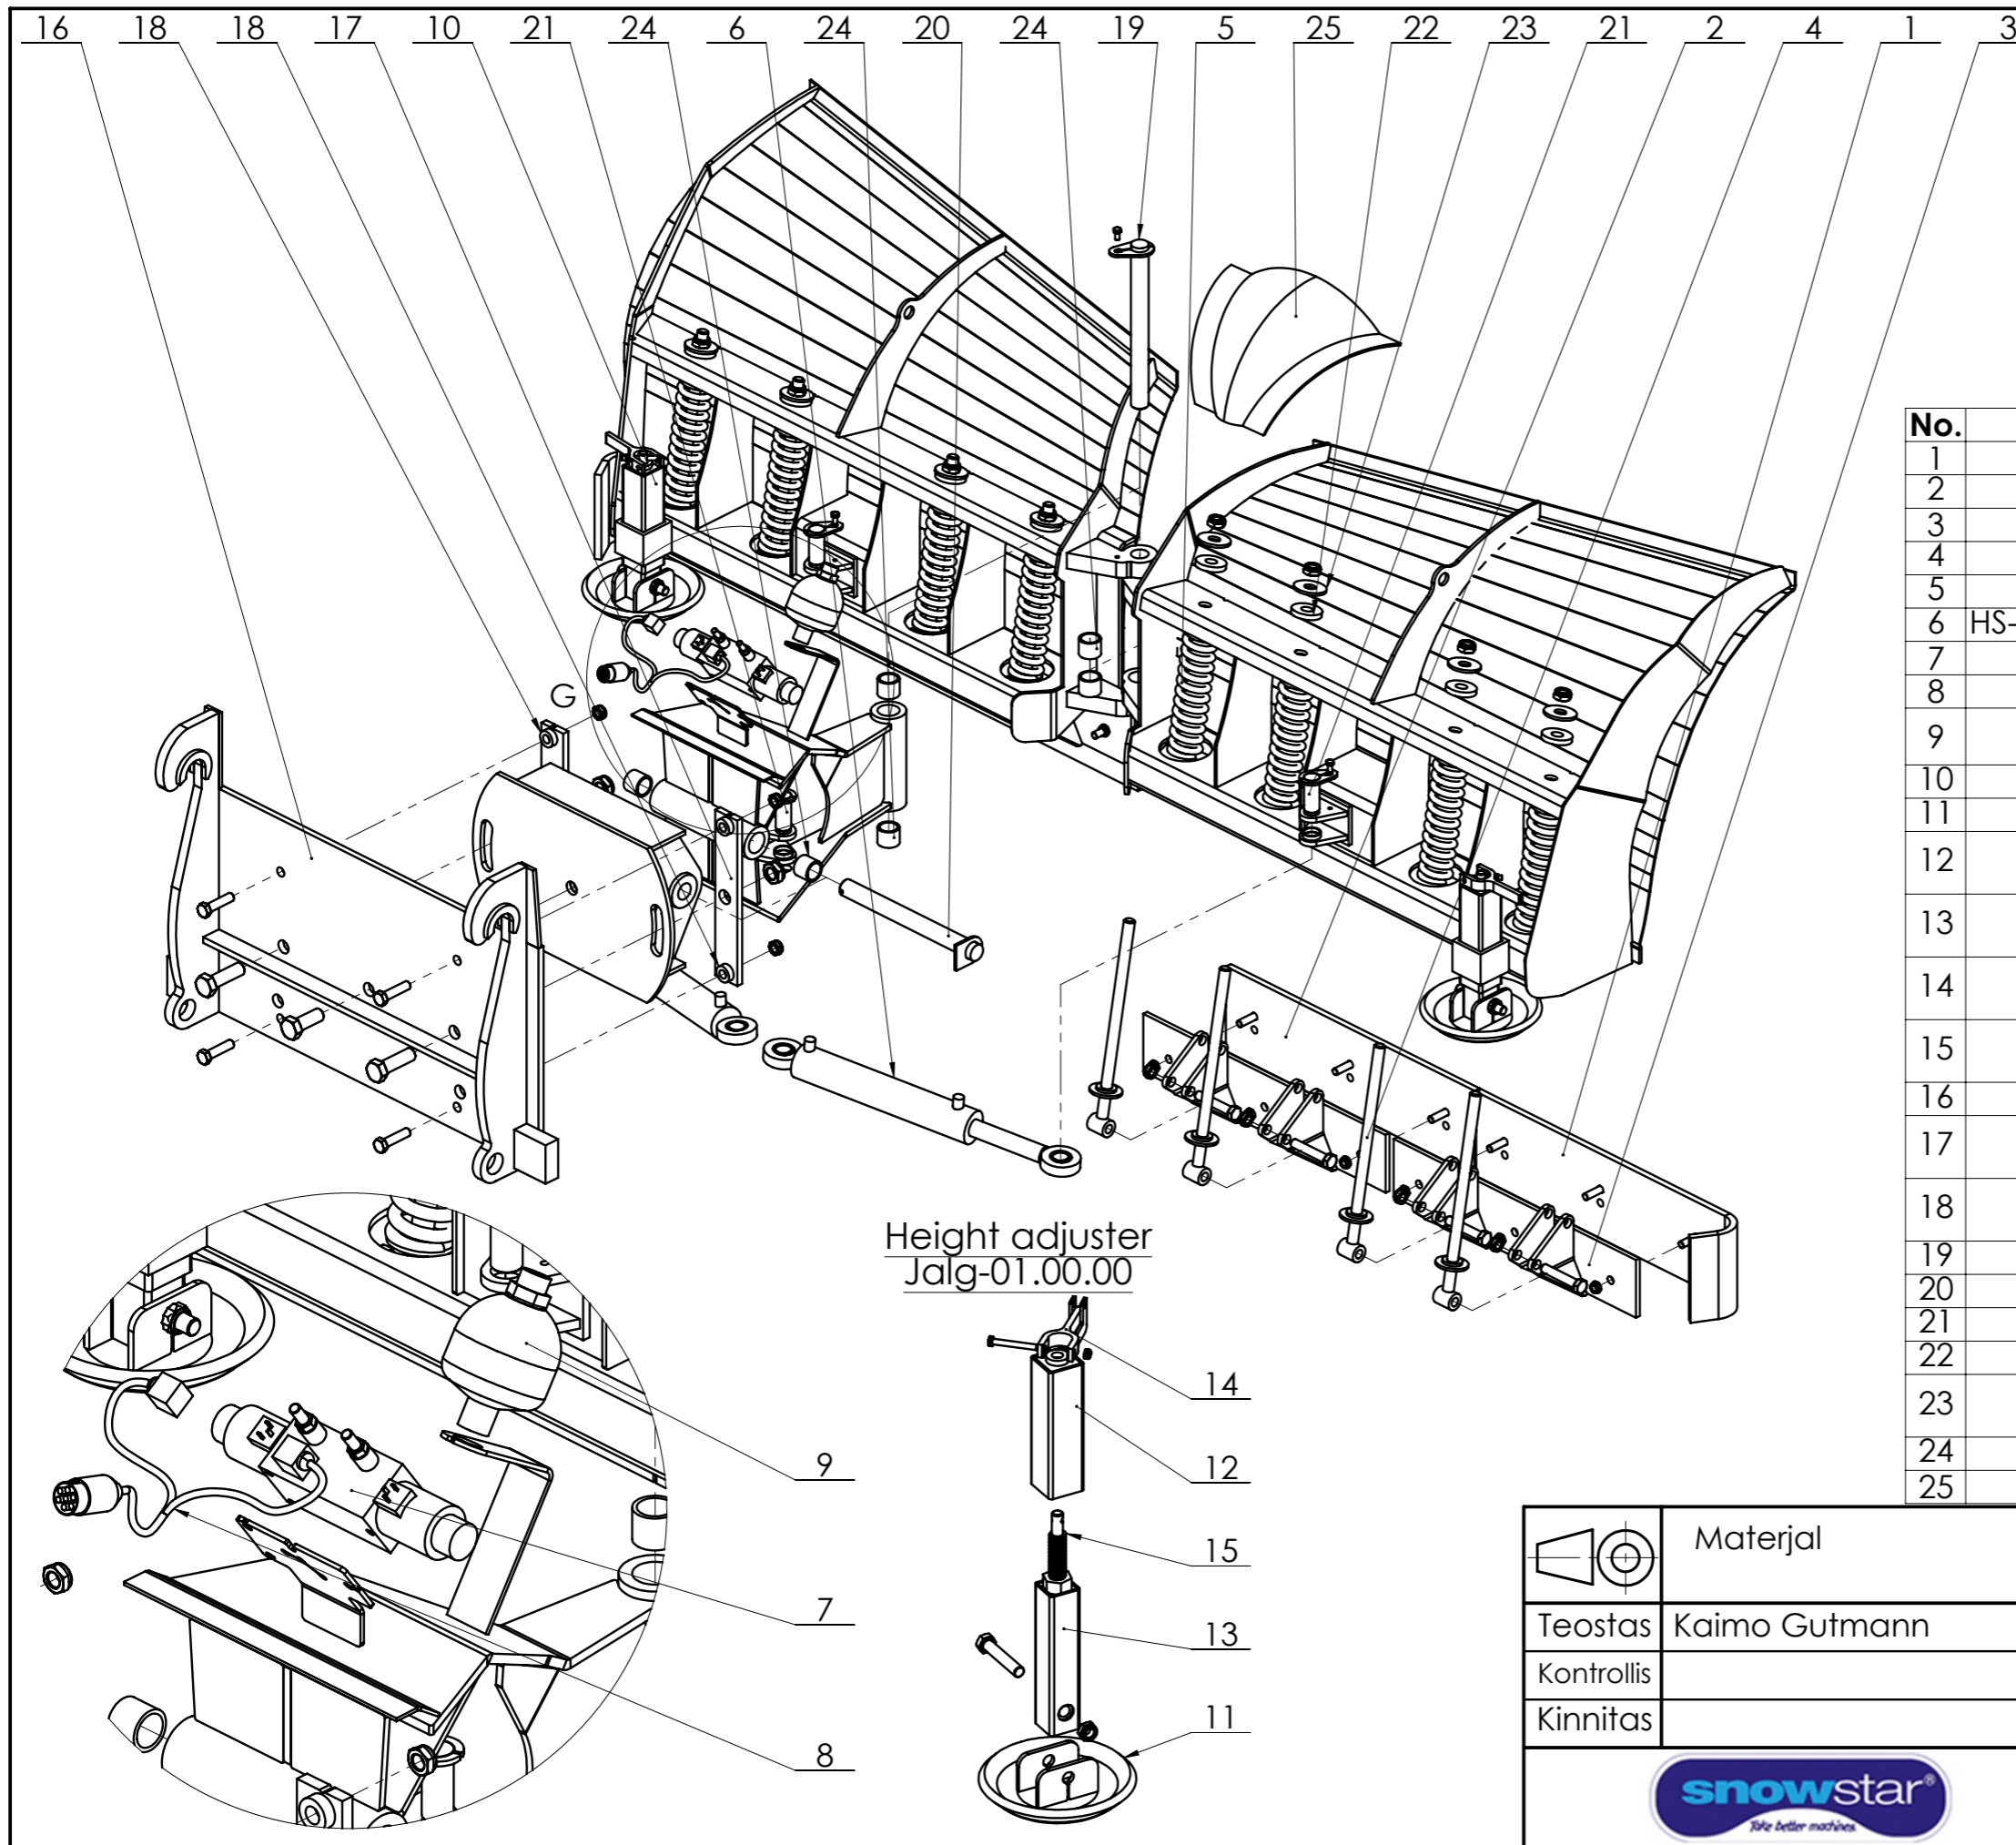 16 18 18 17 10 21 24 6 24 20 24 19 5 25 22 23 21 2 4 1 3
G
No.
1
2
3
4
5
6 HS-
7
8
9
10
11
12
13
14
15
16
17
18
19
20
21
22
23
24
25
Height adjuster
Jalg-01.00.00
14
12
15
13
11
9
7
8
Materjal
Teostas Kaimo Gutmann
Kontrollis
Kinnitas
snowstar®
Take better machines